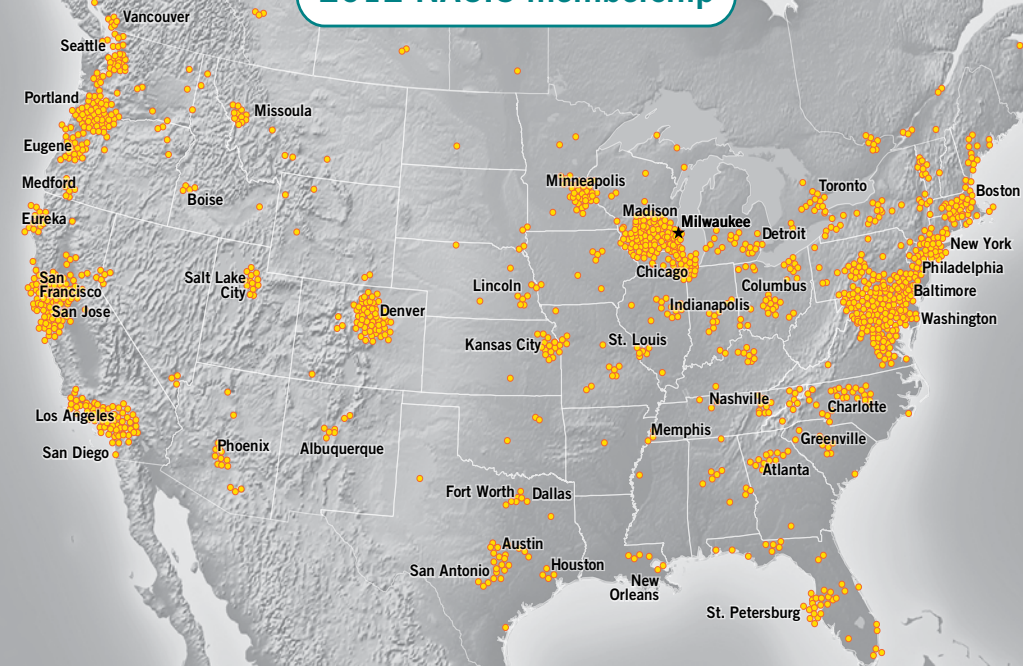 2012 NACIS Membership
Vancouver
Seattle
Portland
Missoula
Eugene
Medford
Boise
Eureka
Minneapolis
Toronto
Boston
Madison
Milwaukee
Detroit
New York
San
Francisco
Salt Lake
City
Chicago
Philadelphia
Lincoln
Columbus
Baltimore
San Jose
Denver
Indianapolis
Washington
Kansas City
St. Louis
Los Angeles
Nashville
Charlotte
San Diego
Phoenix
Albuquerque
Memphis
Greenville
Atlanta
Fort Worth
Dallas
Austin
San Antonio
Houston
New
Orleans
St. Petersburg